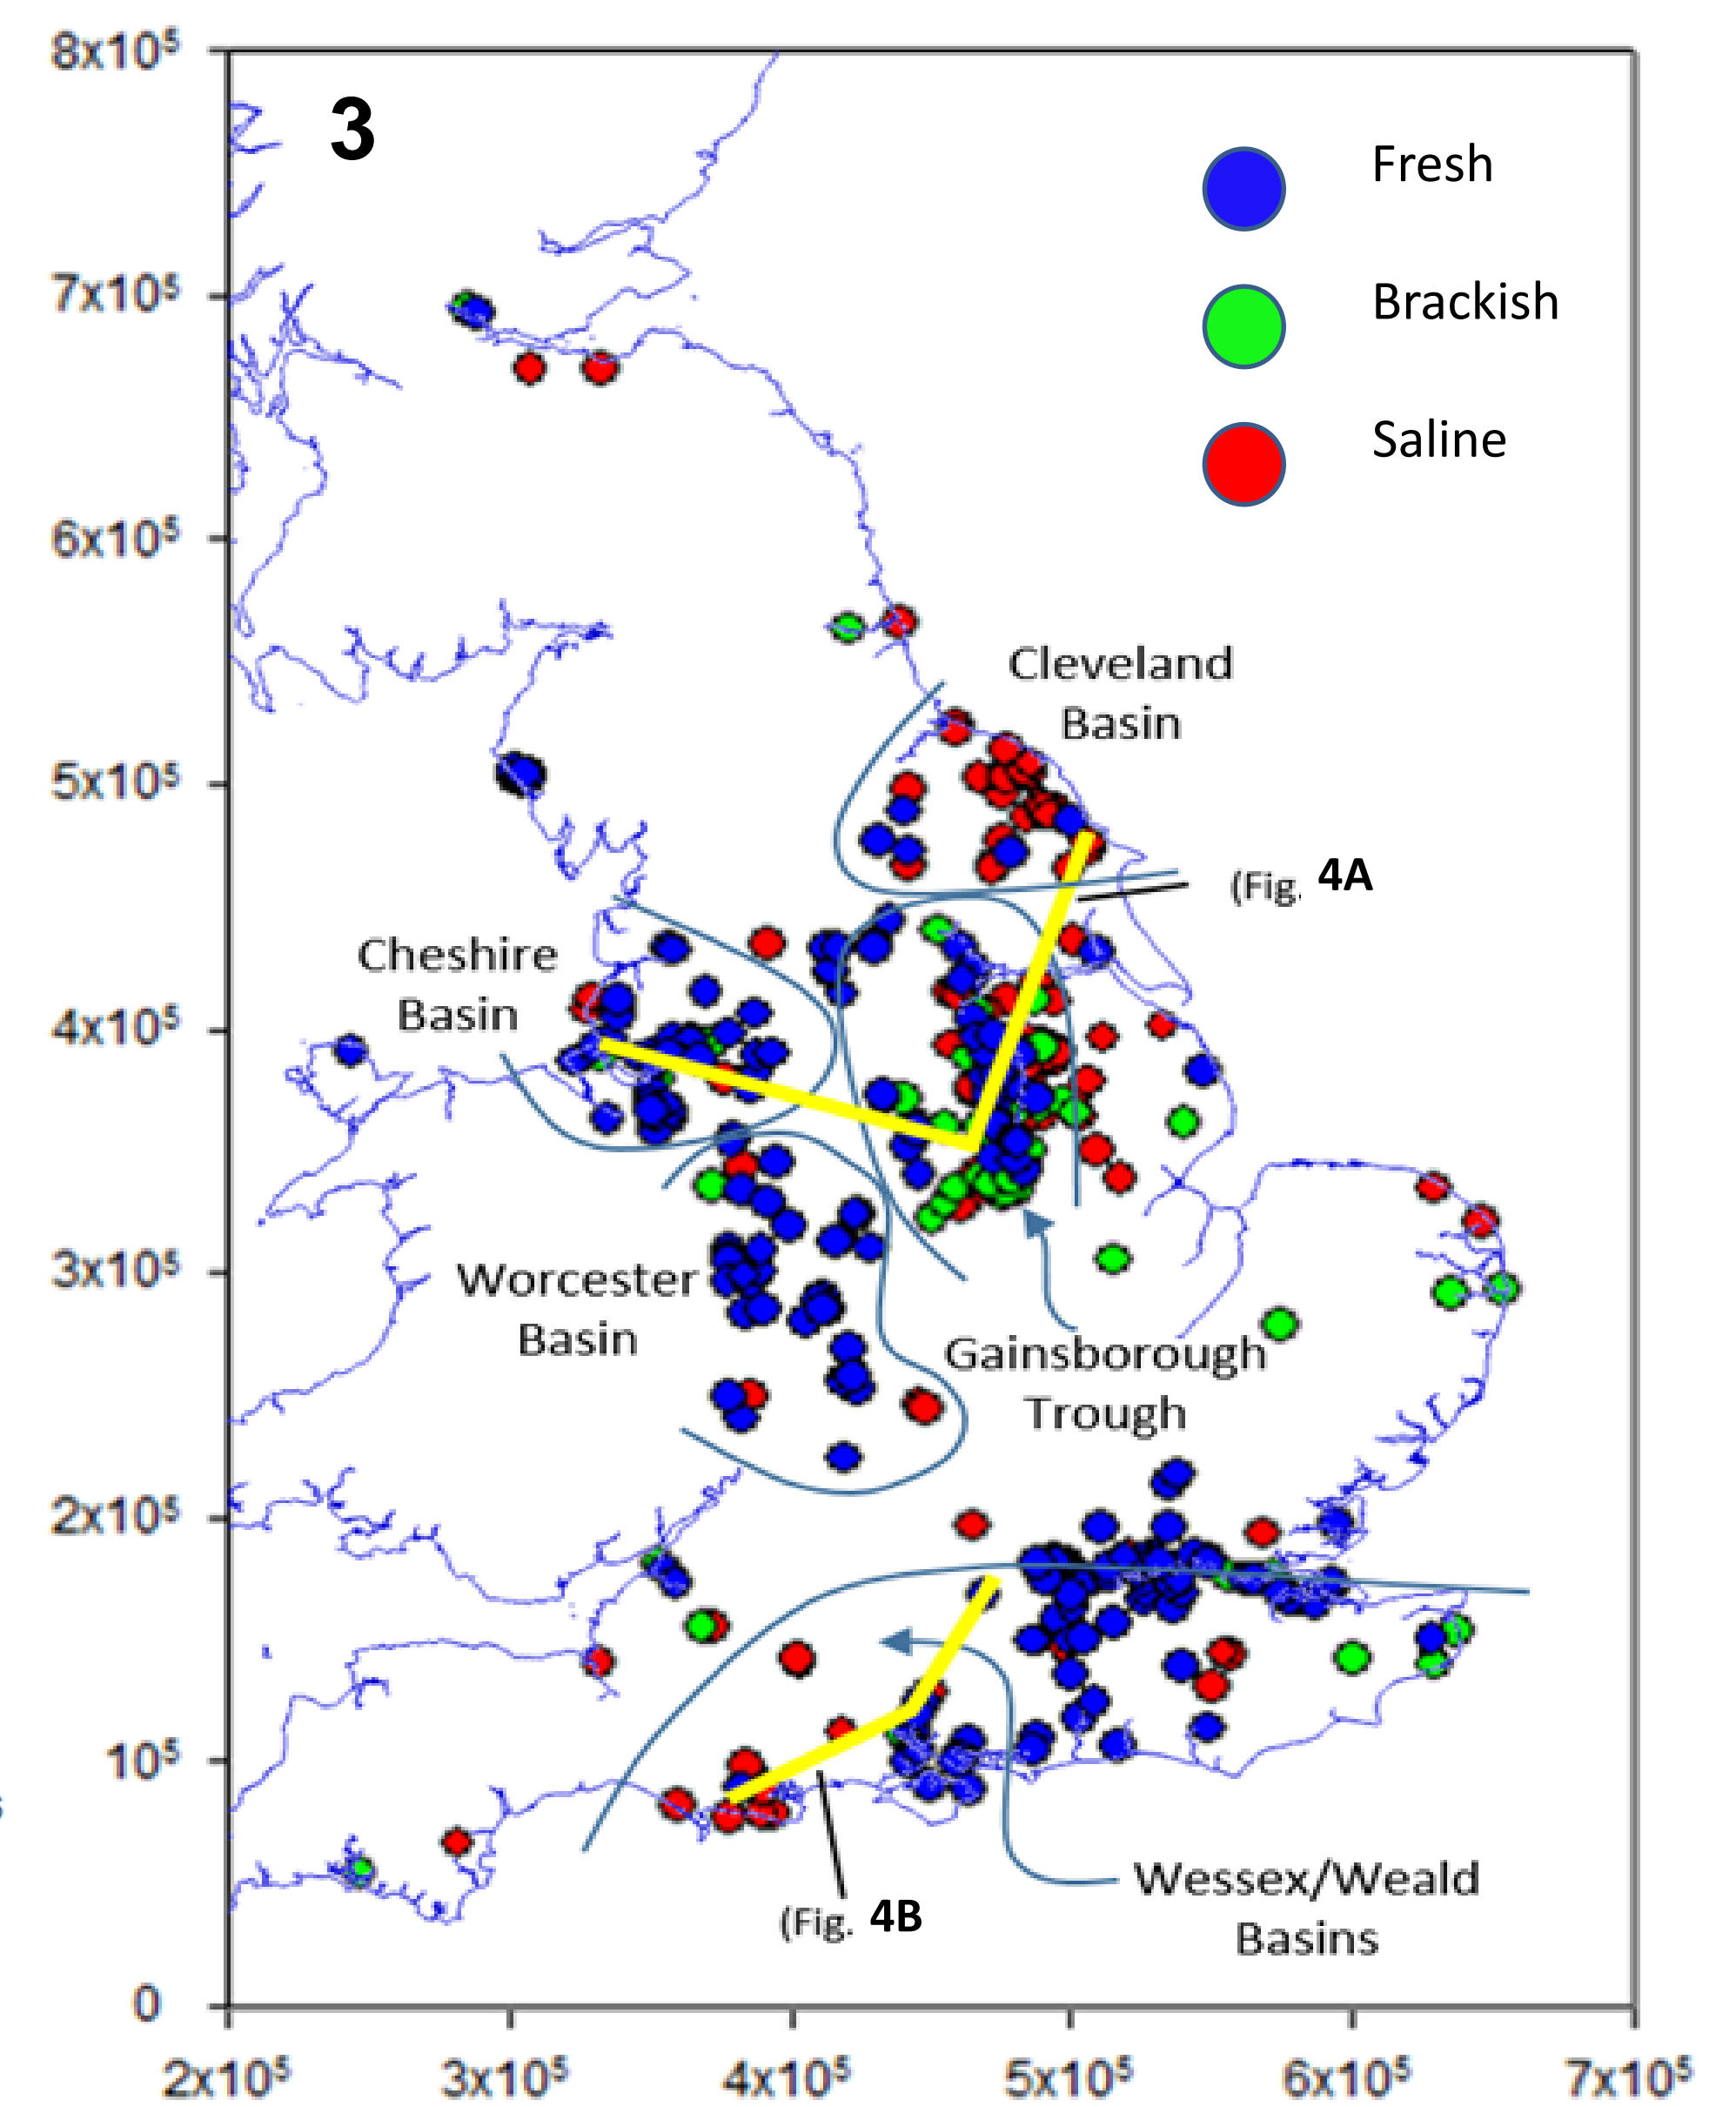 8x10⁵
3
Fresh
Brackish
7x10⁵
Saline
6x10⁵
Cleveland
Basin
5x10⁵
(Fig. 4A
Cheshire
Basin
4x10⁵
3x10⁵
Worcester
Basin
Gainsborough
Trough
2x10⁵
10⁵
Wessex/Weald
Basins
(Fig. 4B
0
2x10⁵ 3x10⁵ 4x10⁵ 5x10⁵ 6x10⁵ 7x10⁵